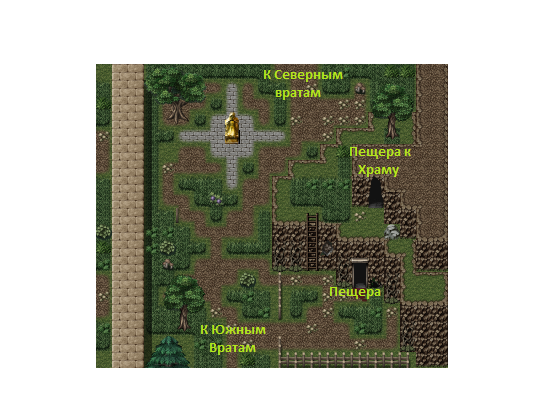 К Северным
вратам
Пещера к
Храму
Пещера
К Южным
Вратам